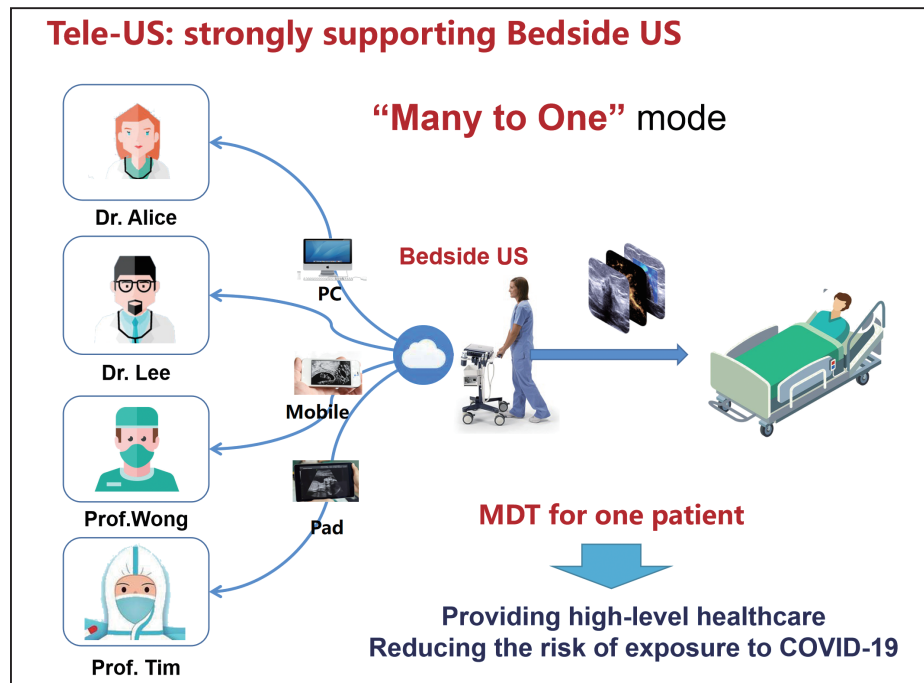 Tele-US: strongly supporting Bedside US
“Many to One” mode
Dr. Alice
PC
Bedside US
Dr. Lee
Mobile
Prof.Wong
Pad
MDT for one patient
Prof. Tim
Providing high-level healthcare
Reducing the risk of exposure to COVID-19